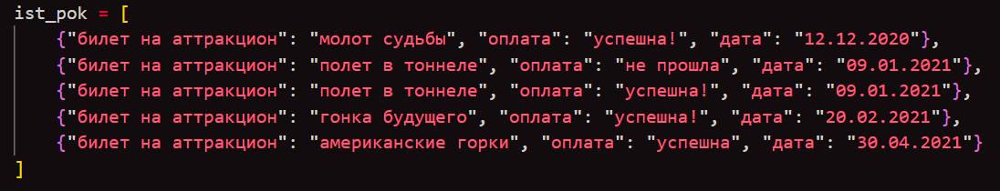 ist_pok = [
{"билет на аттракцион": "молот судьбы", "оплата": "успешна!", "дата": "12.12.2020"},
{"билет на аттракцион": "полет в тоннеле", "оплата": "не прошла", "дата": "09.01.2021"},
{"билет на аттракцион": "полет в тоннеле", "оплата": "успешна!", "дата": "09.01.2021"},
{"билет на аттракцион": "гонка будущего", "оплата": "успешна!", "дата": "20.02.2021"},
{"билет на аттракцион": "американские горки", "оплата": "успешна", "дата": "30.04.2021"}
]